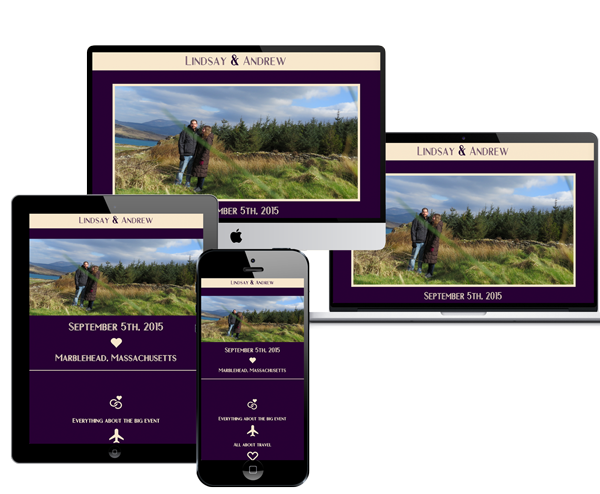 Lindsay & Andrew
mber 5th, 2015
Lindsay & Andrew
September 5th, 2015
Lindsay & Andrew
September 5th, 2015
Marblehead, Massachusetts
Everything about the big event
Lindsay & Andrew
September 5th, 2015
Marblehead, Massachusetts
Everything about the big event
All about travel